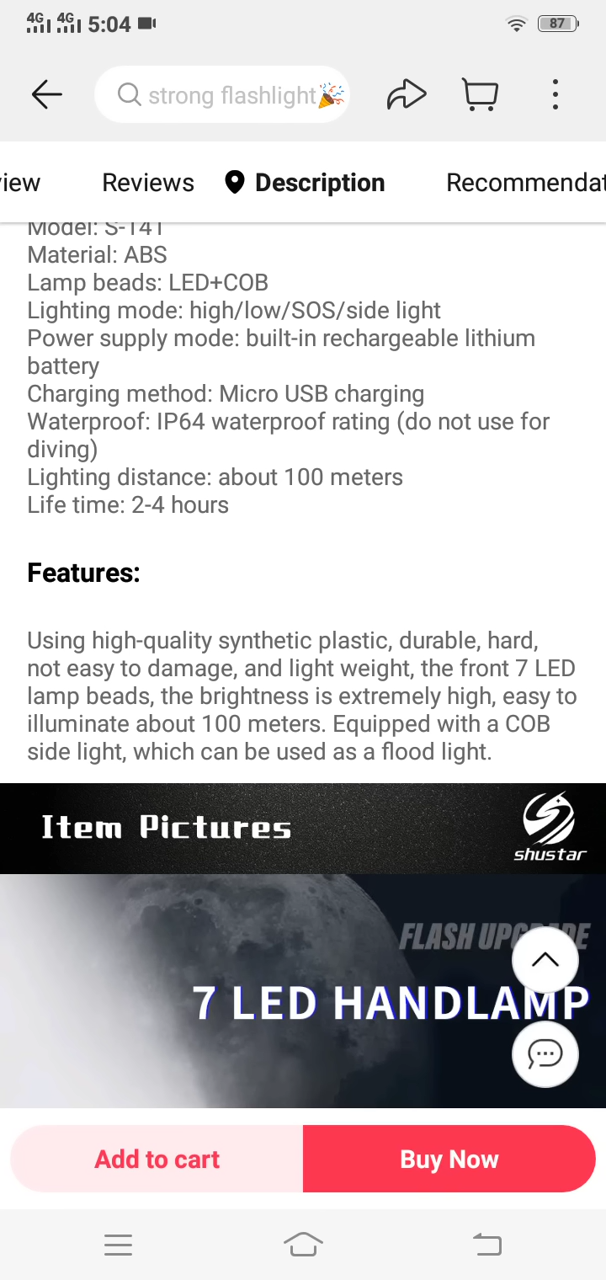 4G 4G 5:04 87
strong flashlight🎉
iew Reviews Description Recommendat
Model: S-T41
Material: ABS
Lamp beads: LED+COB
Lighting mode: high/low/SOS/side light
Power supply mode: built-in rechargeable lithium
battery
Charging method: Micro USB charging
Waterproof: IP64 waterproof rating (do not use for
diving)
Lighting distance: about 100 meters
Life time: 2-4 hours
Features:
Using high-quality synthetic plastic, durable, hard,
not easy to damage, and light weight, the front 7 LED
lamp beads, the brightness is extremely high, easy to
illuminate about 100 meters. Equipped with a COB
side light, which can be used as a flood light.
Item Pictures
shustar
FLASH UPGRADE
7 LED HANDLAMP
Add to cart Buy Now